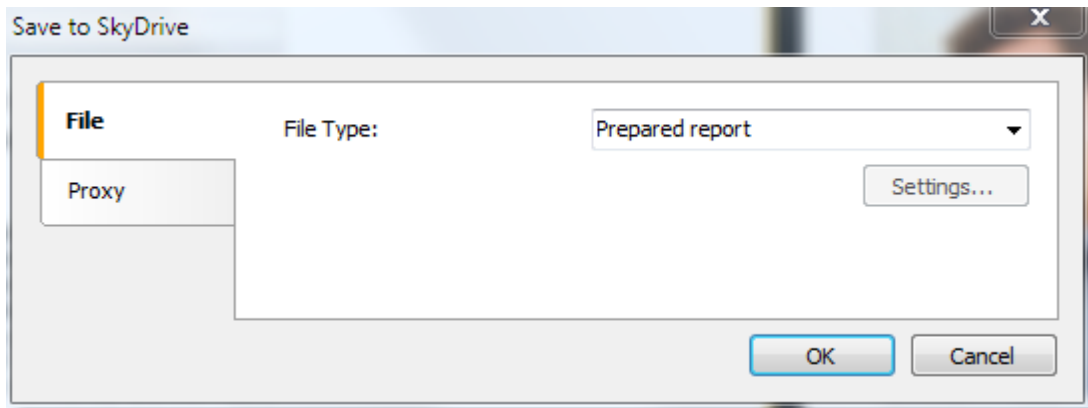 Save to SkyDrive
x
File
File Type:
Prepared report
Proxy
Settings...
OK
Cancel